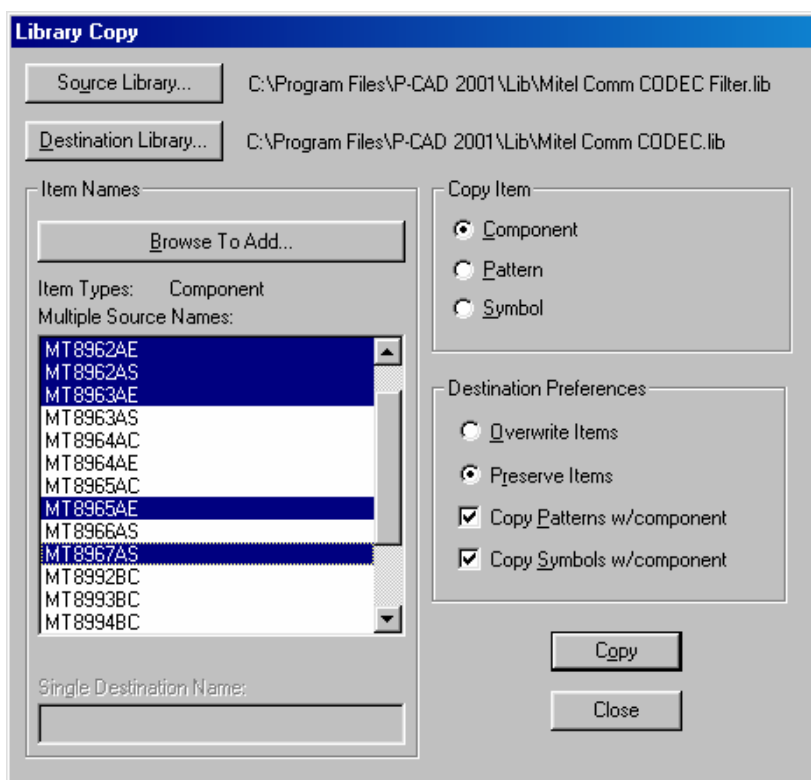 Library Copy
Source Library... C:\Program Files\P-CAD 2001\Lib\Mitel Comm CODEC Filter.lib
Destination Library... C:\Program Files\P-CAD 2001\Lib\Mitel Comm CODEC.lib
Item Names
Browse To Add...
Item Types: Component
Multiple Source Names:
MT8962AE
MT8962AS
MT8963AE
MT8963AS
MT8964AC
MT8964AE
MT8965AC
MT8965AE
MT8966AS
MT8967AS
MT8992BC
MT8993BC
MT8994BC
Single Destination Name:
Copy Item
Component
Pattern
Symbol
Destination Preferences
Overwrite Items
Preserve Items
Copy Patterns w/component
Copy Symbols w/component
Copy
Close